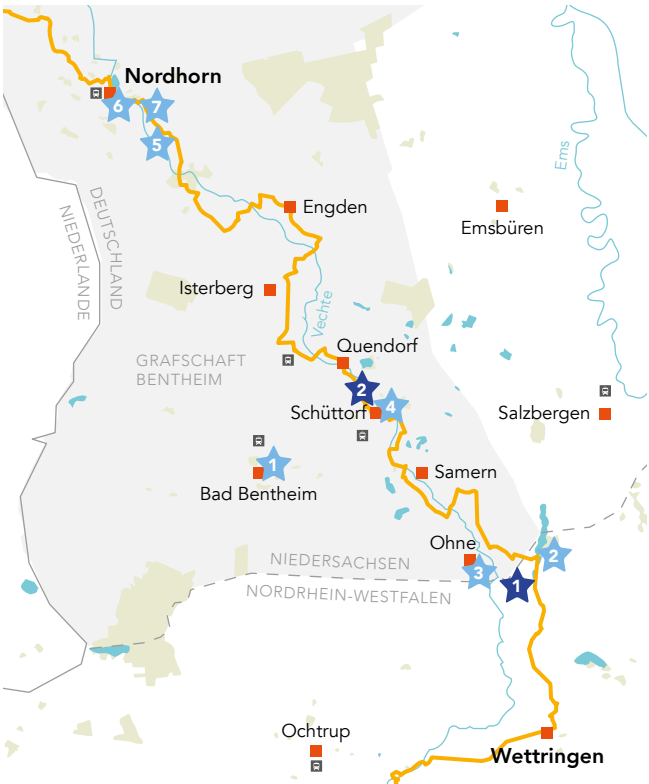 Nordhorn
6
7
5
Ems
DEUTSCHLAND
NIEDERLANDE
Engden
Emsbüren
Isterberg
Vechte
Quendorf
GRAFSCHAFT
BENTHEIM
2
4
Schüttorf
Salzbergen
1
Samern
Bad Bentheim
Ohne
2
NIEDERSACHSEN
3
1
NORDRHEIN-WESTFALEN
Ochtrup
Wettringen